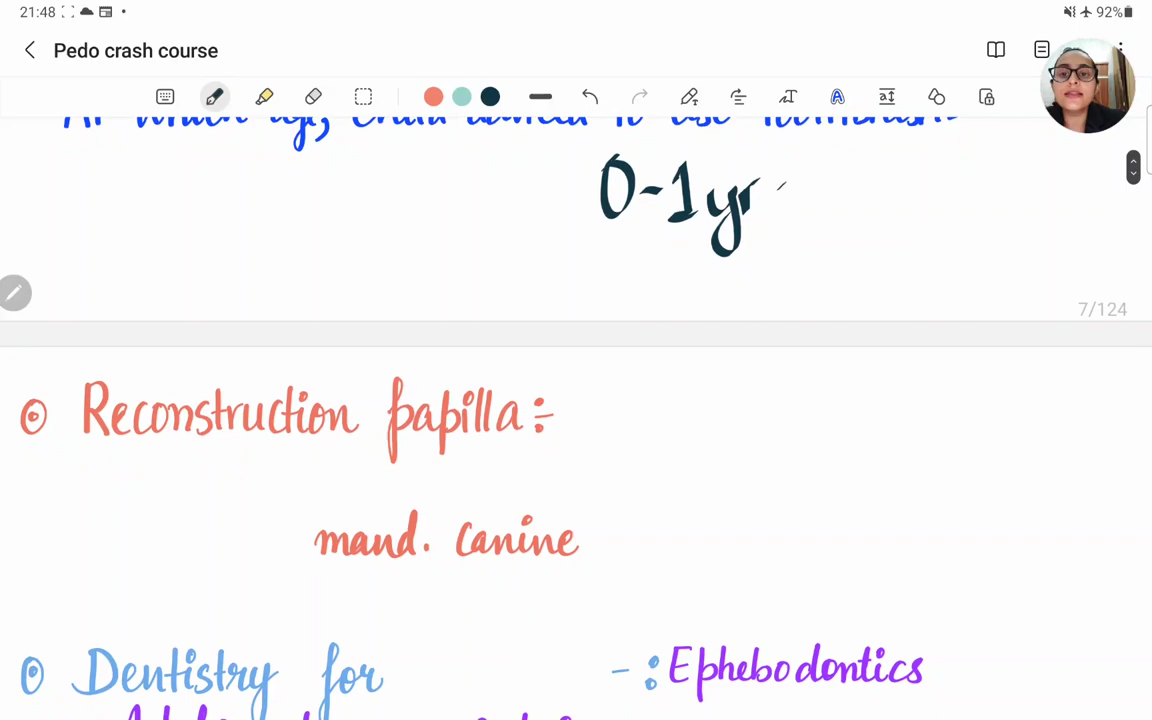 21:48 92%
Pedo crash course
0-1yr
7/124
Reconstruction papilla:-
mand. canine
Dentistry for -: Ephebodontics